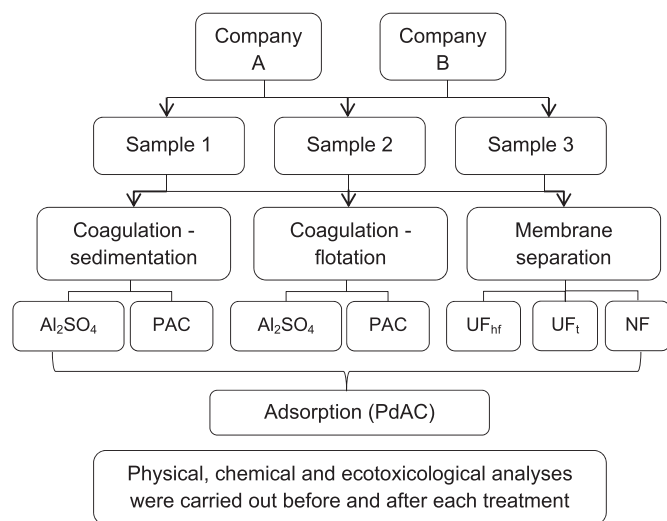 Company A
Company B
Sample 1
Sample 2
Sample 3
Coagulation -
sedimentation
Coagulation -
flotation
Membrane
separation
Al₂SO₄
PAC
Al₂SO₄
PAC
UFhf
UFt
NF
Adsorption (PdAC)
Physical, chemical and ecotoxicological analyses
were carried out before and after each treatment